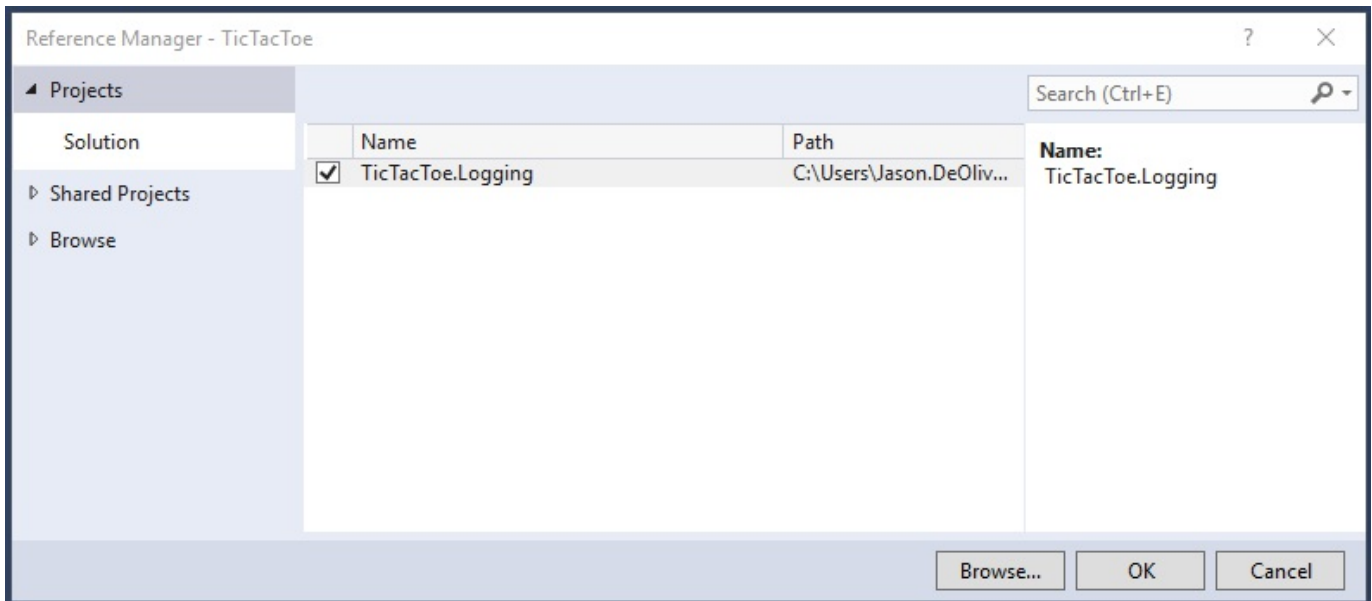 Reference Manager - TicTacToe
?
Projects
Search (Ctrl+E)
Solution
Name Path
Name:
TicTacToe.Logging C:\Users\Jason.DeOliv...
TicTacToe.Logging
Shared Projects
Browse
Browse... OK Cancel